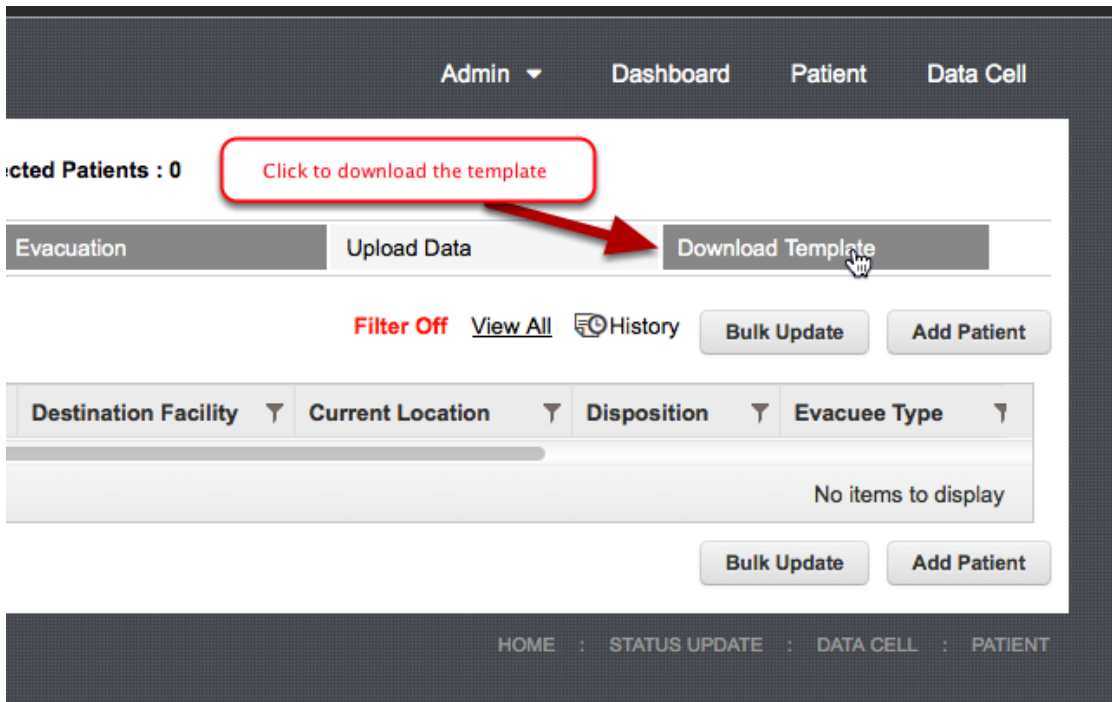 Admin Dashboard Patient Data Cell
ected Patients : 0
Click to download the template
Evacuation Upload Data Download Template
Filter Off View All History Bulk Update Add Patient
Destination Facility Current Location Disposition Evacuee Type
No items to display
Bulk Update Add Patient
HOME : STATUS UPDATE : DATA CELL : PATIENT